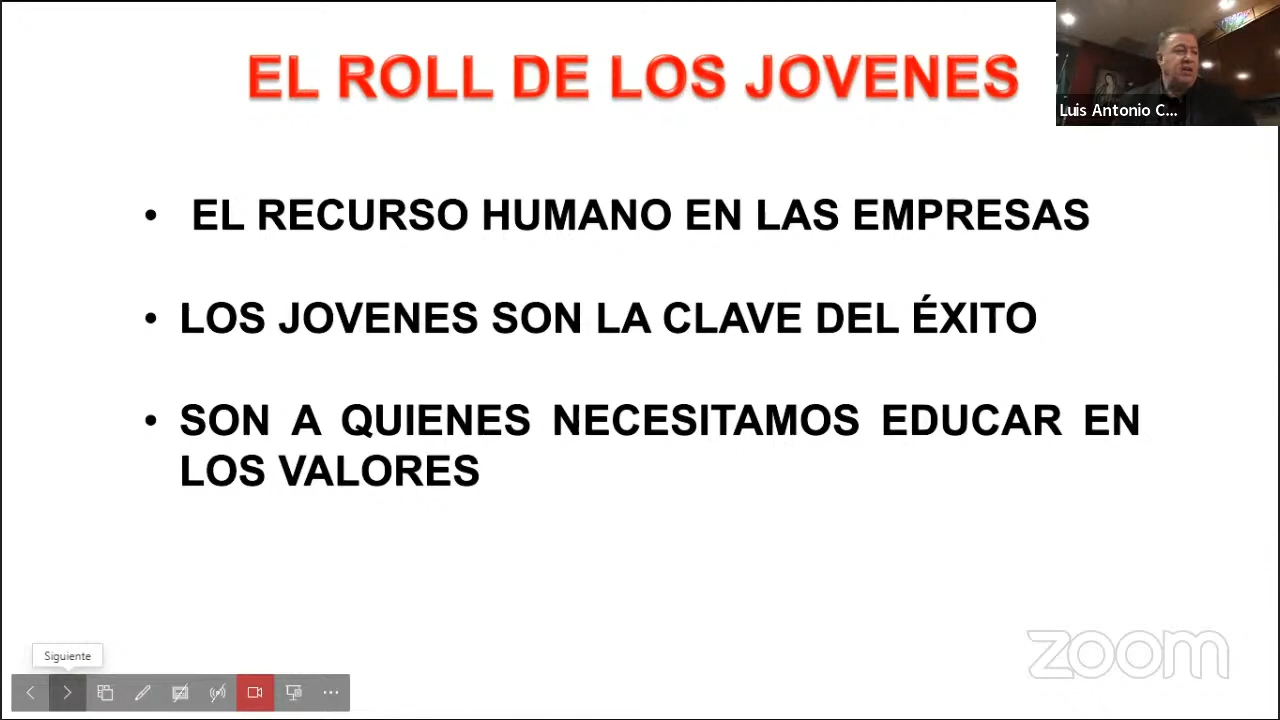 EL ROLL DE LOS JOVENES
Luis Antonio C...
• EL RECURSO HUMANO EN LAS EMPRESAS
• LOS JOVENES SON LA CLAVE DEL ÉXITO
• SON A QUIENES NECESITAMOS EDUCAR EN
LOS VALORES
Siguiente
zoom